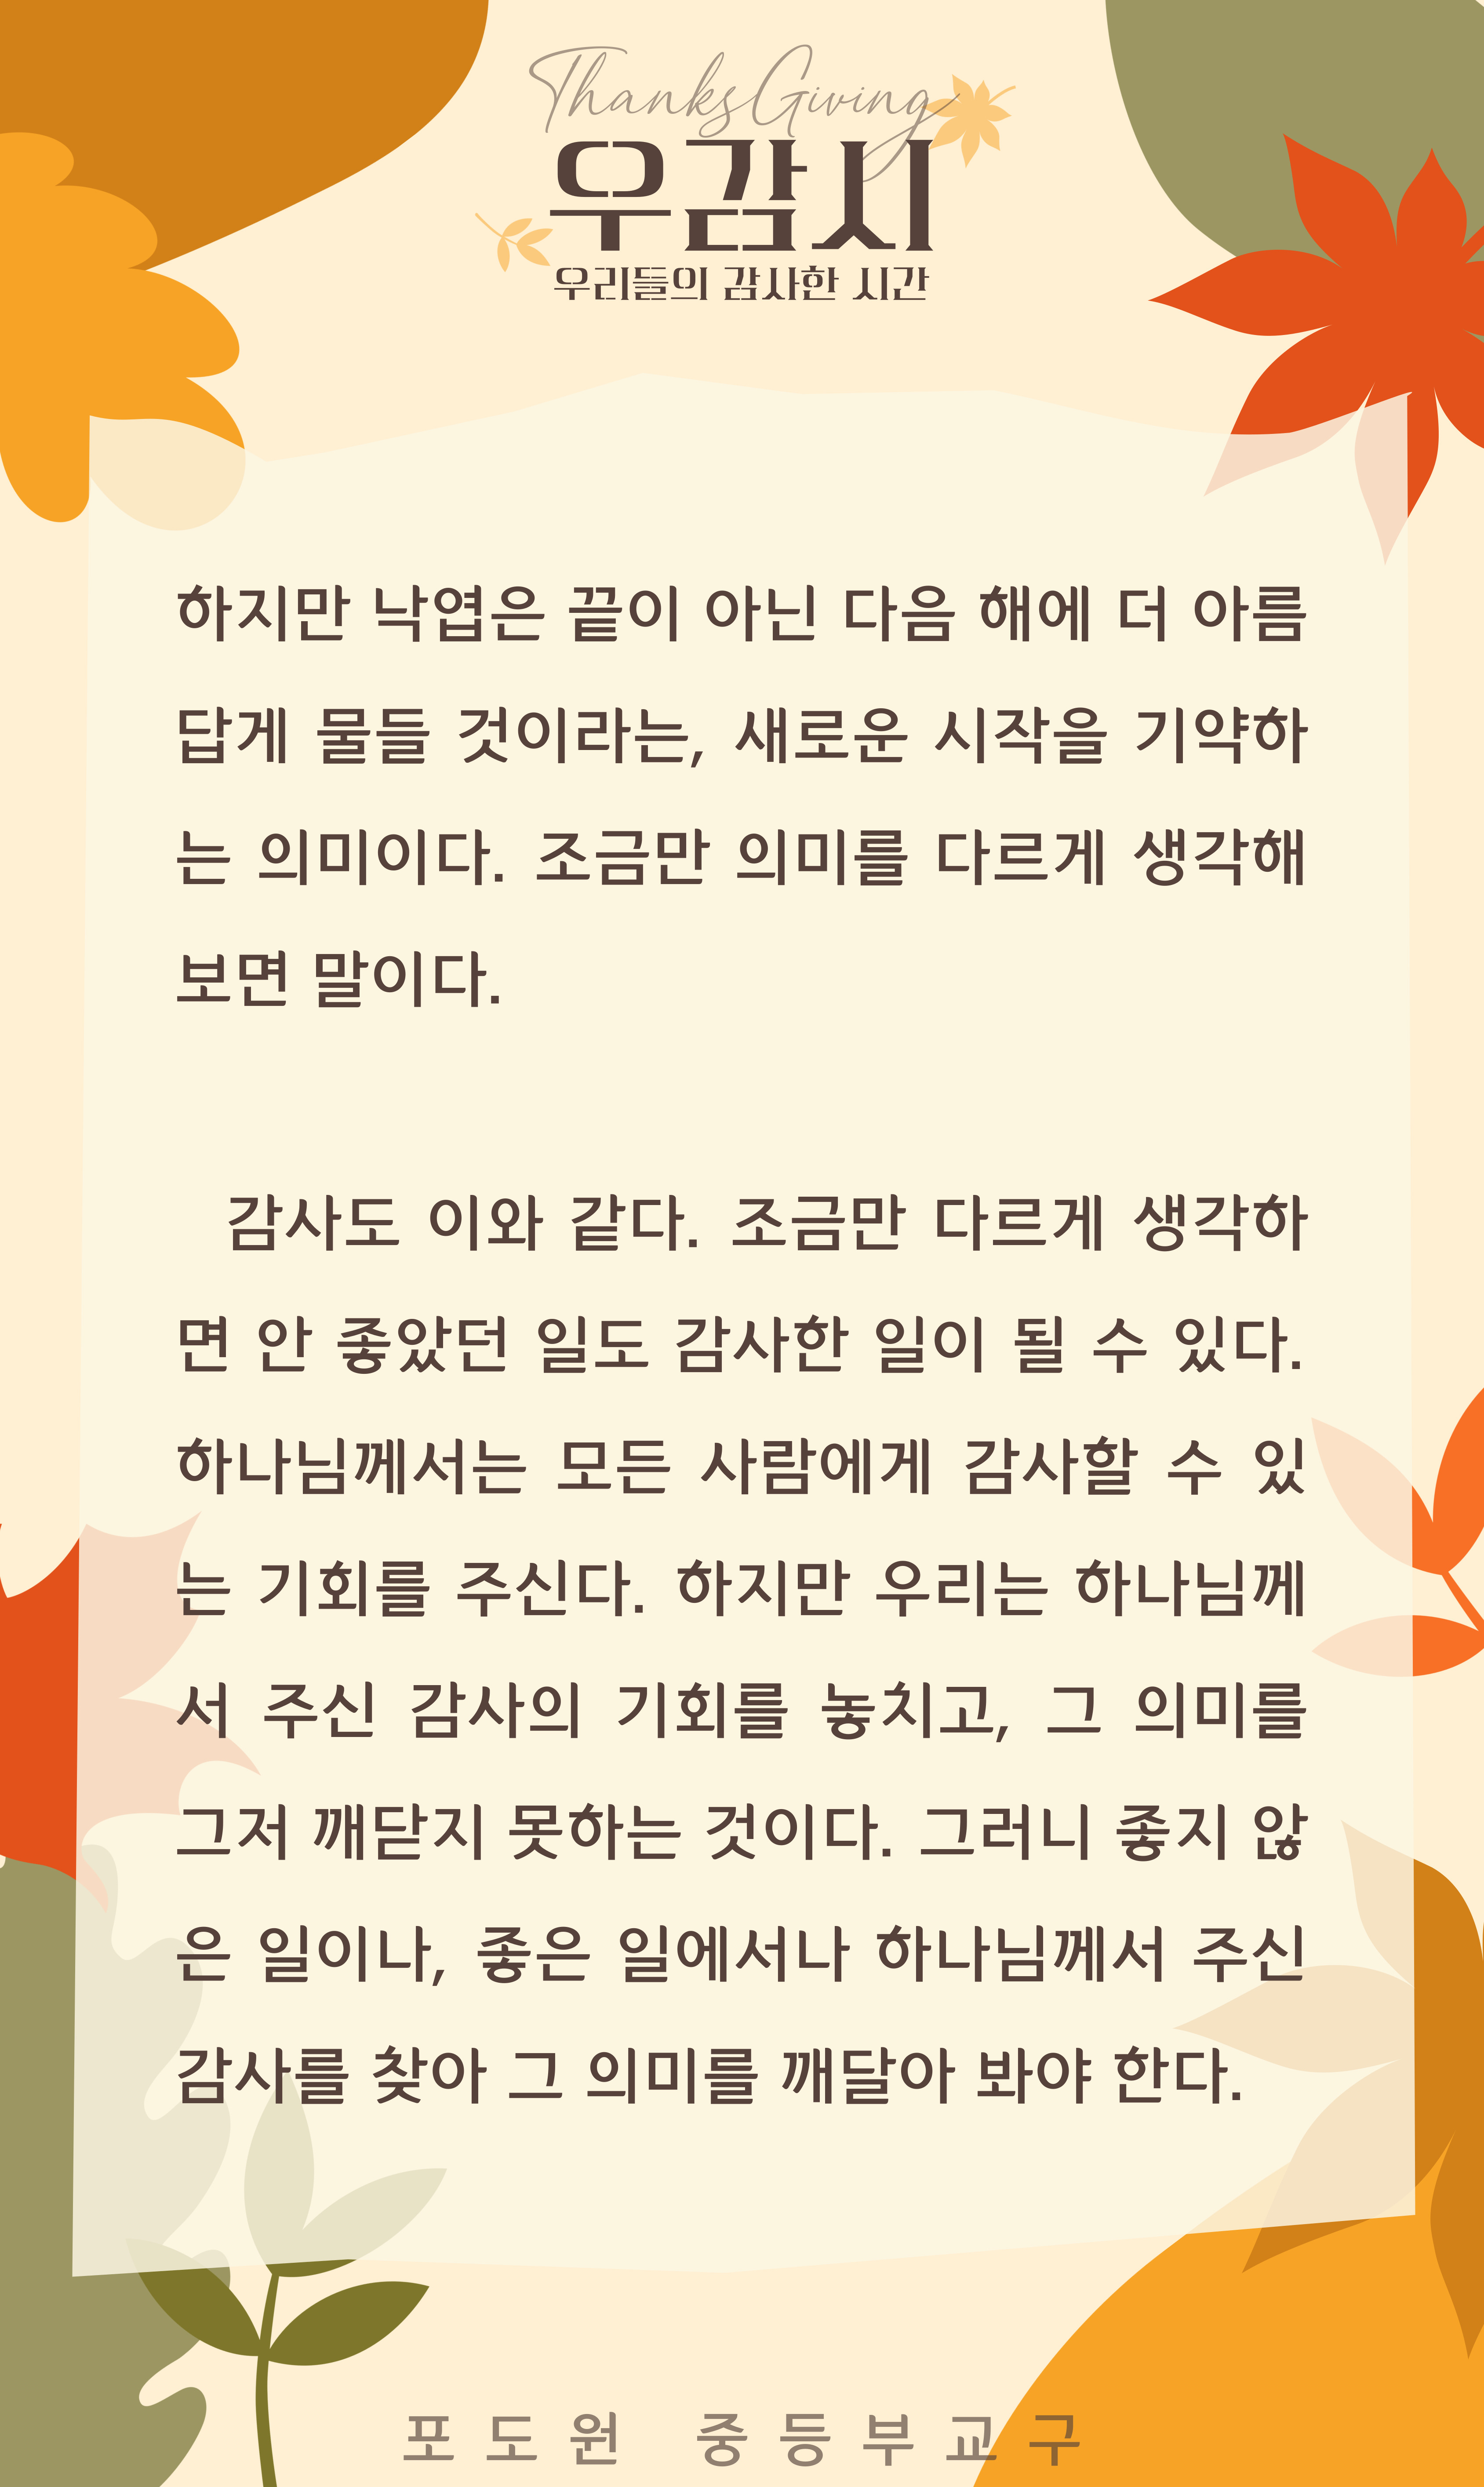 ThanksGiving
우감시
우리들의 감사한 시간
하지만 낙엽은 끝이 아닌 다음 해에 더 아름
답게 물들 것이라는, 새로운 시작을 기약하
는 의미이다. 조금만 의미를 다르게 생각해
보면 말이다.
감사도 이와 같다. 조금만 다르게 생각하
면 안 좋았던 일도 감사한 일이 될 수 있다.
하나님께서는 모든 사람에게 감사할 수 있
는 기회를 주신다. 하지만 우리는 하나님께
서 주신 감사의 기회를 놓치고, 그 의미를
그저 깨닫지 못하는 것이다. 그러니 좋지 않
은 일이나, 좋은 일에서나 하나님께서 주신
감사를 찾아 그 의미를 깨달아 봐야 한다.
포도원 중등부교구